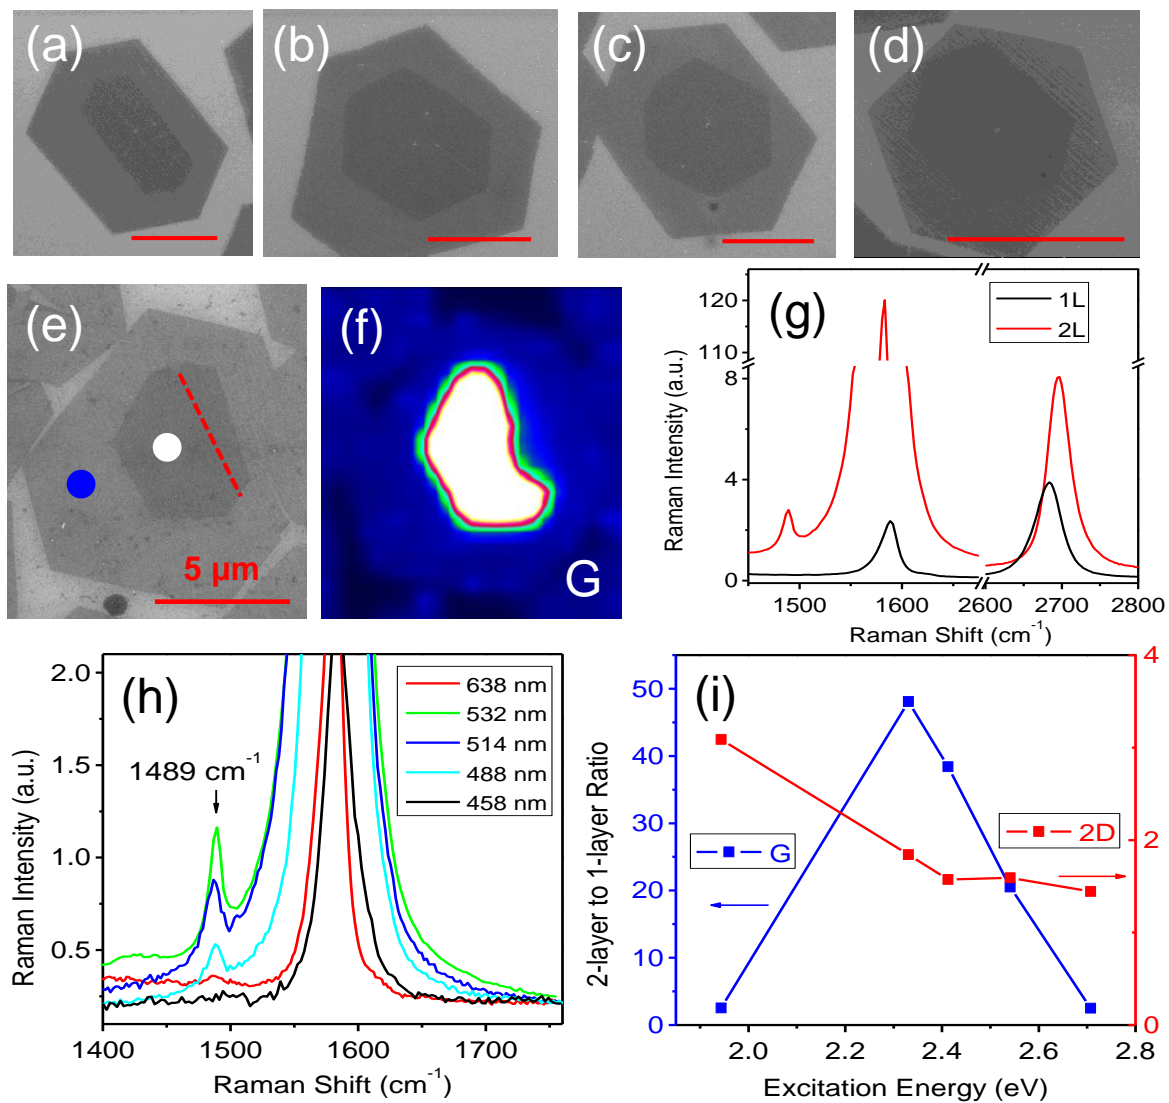 (a)
(b)
(c)
(d)
(e)
5 µm
(f)
G
(g)
1L
2L
120
110
8
4
0
Raman Intensity (a.u.)
1500
1600
2600
2700
2800
Raman Shift (cm⁻¹)
(h)
638 nm
532 nm
514 nm
488 nm
458 nm
1489 cm⁻¹
2.0
1.5
1.0
0.5
Raman Intensity (a.u.)
1400
1500
1600
1700
Raman Shift (cm⁻¹)
(i)
G
2D
50
40
30
20
10
0
2-layer to 1-layer Ratio
4
2
0
2.0
2.2
2.4
2.6
2.8
Excitation Energy (eV)